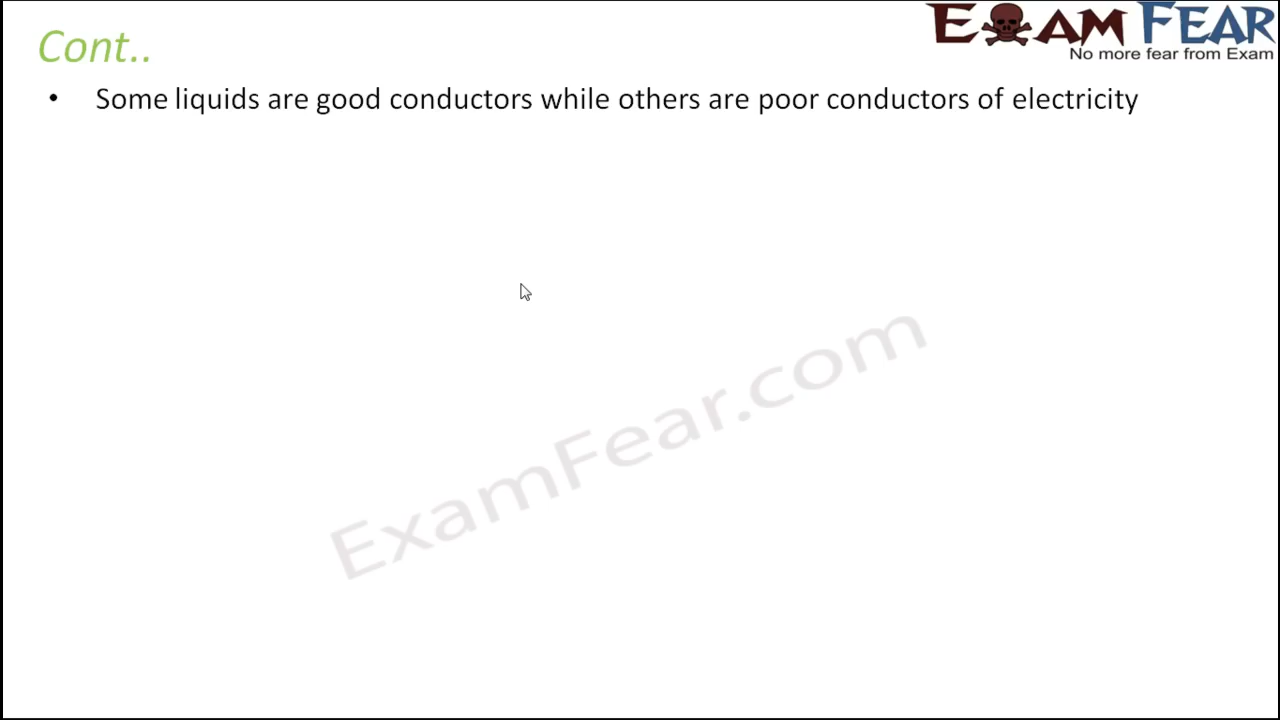 Cont..
EXAM FEAR
No more fear from Exam
• Some liquids are good conductors while others are poor conductors of electricity
ExamFear.com